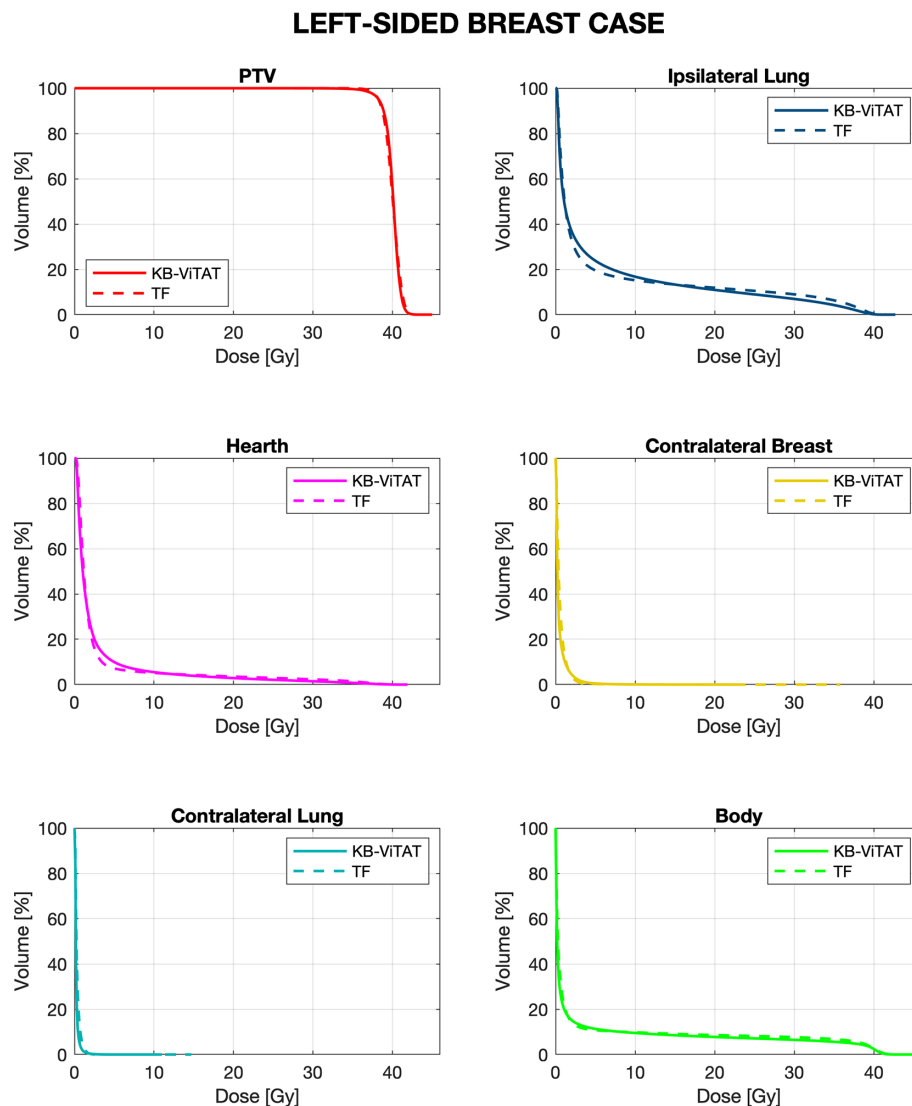 LEFT-SIDED BREAST CASE
PTV
100
80
60
40
20
0
Volume [%]
KB-ViTAT
TF
0 10 20 30 40
Dose [Gy]
Ipsilateral Lung
100
80
60
40
20
0
Volume [%]
KB-ViTAT
TF
0 10 20 30 40
Dose [Gy]
Hearth
100
80
60
40
20
0
Volume [%]
KB-ViTAT
TF
0 10 20 30 40
Dose [Gy]
Contralateral Breast
100
80
60
40
20
0
Volume [%]
KB-ViTAT
TF
0 10 20 30 40
Dose [Gy]
Contralateral Lung
100
80
60
40
20
0
Volume [%]
KB-ViTAT
TF
0 10 20 30 40
Dose [Gy]
Body
100
80
60
40
20
0
Volume [%]
KB-ViTAT
TF
0 10 20 30 40
Dose [Gy]